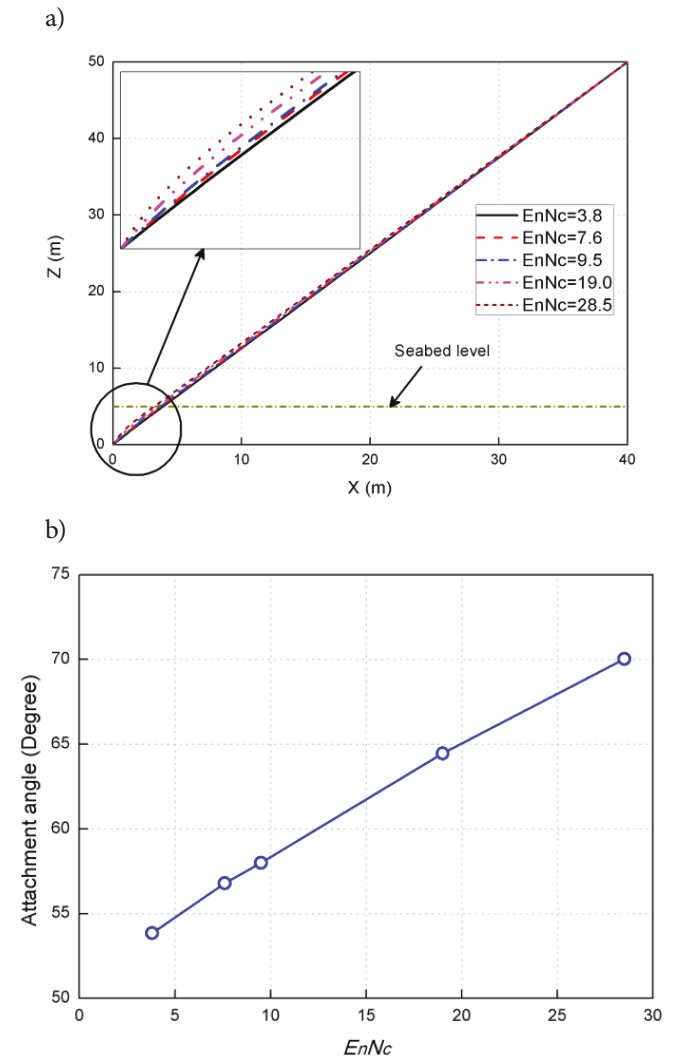 a)
50
40
30
20
10
0
Z (m)
EnNc=3.8
EnNc=7.6
EnNc=9.5
EnNc=19.0
EnNc=28.5
Seabed level
0 10 20 30 40
X (m)
b)
75
70
65
60
55
50
Attachment angle (Degree)
0 5 10 15 20 25 30
EnNc